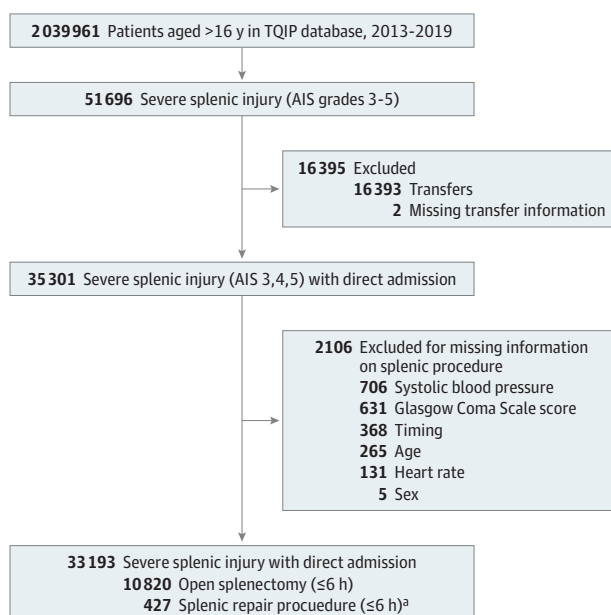 2039961 Patients aged >16 y in TQIP database, 2013-2019
51696 Severe splenic injury (AIS grades 3-5)
16395 Excluded
16393 Transfers
2 Missing transfer information
35301 Severe splenic injury (AIS 3,4,5) with direct admission
2106 Excluded for missing information
on splenic procedure
706 Systolic blood pressure
631 Glasgow Coma Scale score
368 Timing
265 Age
131 Heart rate
5 Sex
33193 Severe splenic injury with direct admission
10820 Open splenectomy (≤6 h)
427 Splenic repair procuedure (≤6 h)a